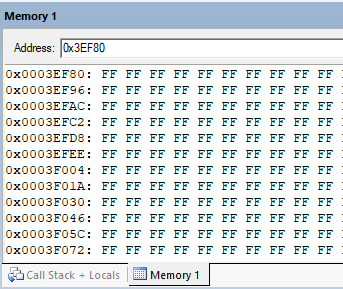 Memory 1
Address: 0x3EF80
0x0003EF80: FF FF FF FF FF FF FF FF FF FF
0x0003EF96: FF FF FF FF FF FF FF FF FF FF
0x0003EFAC: FF FF FF FF FF FF FF FF FF FF
0x0003EFC2: FF FF FF FF FF FF FF FF FF FF
0x0003EFD8: FF FF FF FF FF FF FF FF FF FF
0x0003EFEE: FF FF FF FF FF FF FF FF FF FF
0x0003F004: FF FF FF FF FF FF FF FF FF FF
0x0003F01A: FF FF FF FF FF FF FF FF FF FF
0x0003F030: FF FF FF FF FF FF FF FF FF FF
0x0003F046: FF FF FF FF FF FF FF FF FF FF
0x0003F05C: FF FF FF FF FF FF FF FF FF FF
0x0003F072: FF FF FF FF FF FF FF FF FF FF
Call Stack + Locals Memory 1